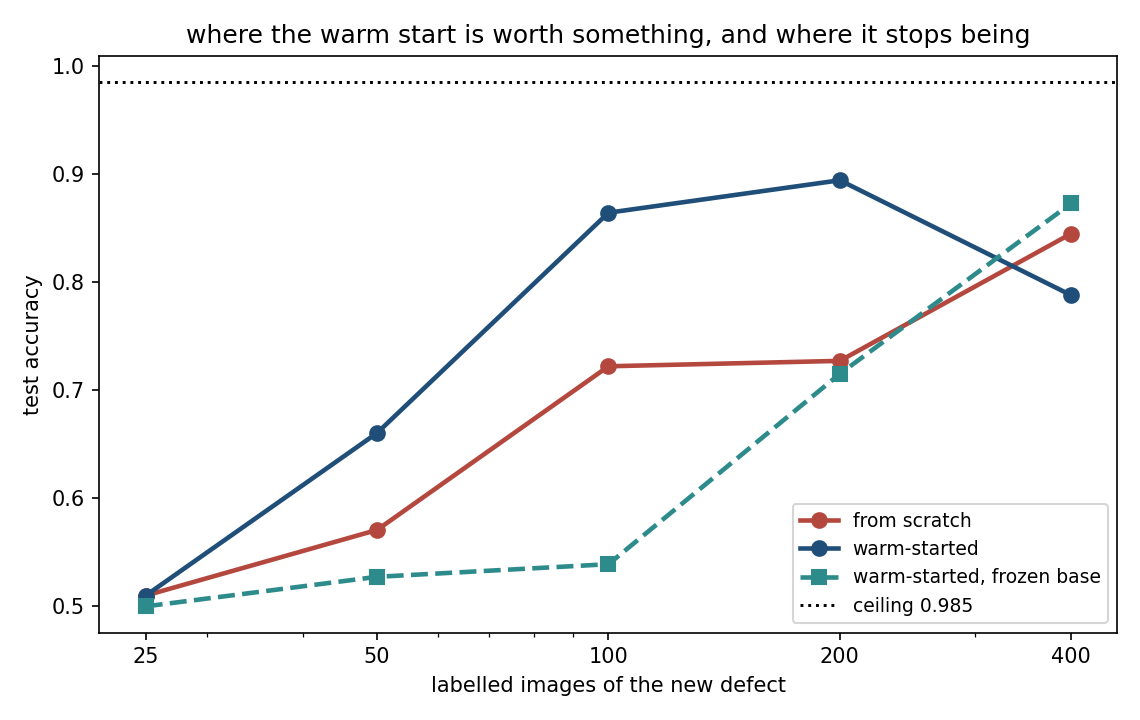 where the warm start is worth something, and where it stops being
1.0
0.9
0.8
0.7
0.6
0.5
test accuracy
25
50
100
200
400
labelled images of the new defect
from scratch
warm-started
warm-started, frozen base
ceiling 0.985